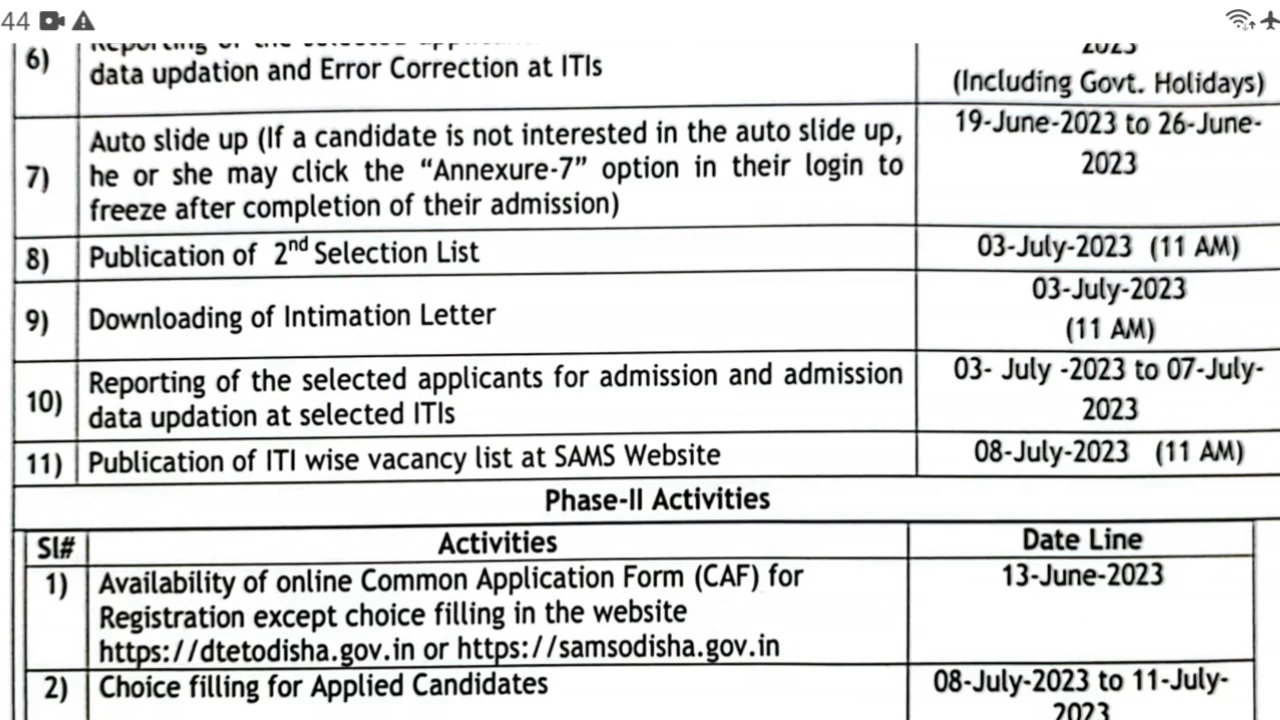 44
6)
data updation and Error Correction at ITIs
2023
(Including Govt. Holidays)
7)
Auto slide up (If a candidate is not interested in the auto slide up,
he or she may click the “Annexure-7” option in their login to
freeze after completion of their admission)
19-June-2023 to 26-June-
2023
8)
Publication of 2nd Selection List
03-July-2023 (11 AM)
9)
Downloading of Intimation Letter
03-July-2023
(11 AM)
10)
Reporting of the selected applicants for admission and admission
data updation at selected ITIs
03- July -2023 to 07-July-
2023
11)
Publication of ITI wise vacancy list at SAMS Website
08-July-2023 (11 AM)
Phase-II Activities
Sl#
Activities
Date Line
1)
Availability of online Common Application Form (CAF) for
Registration except choice filling in the website
https://dtetodisha.gov.in or https://samsodisha.gov.in
13-June-2023
2)
Choice filling for Applied Candidates
08-July-2023 to 11-July-
2023